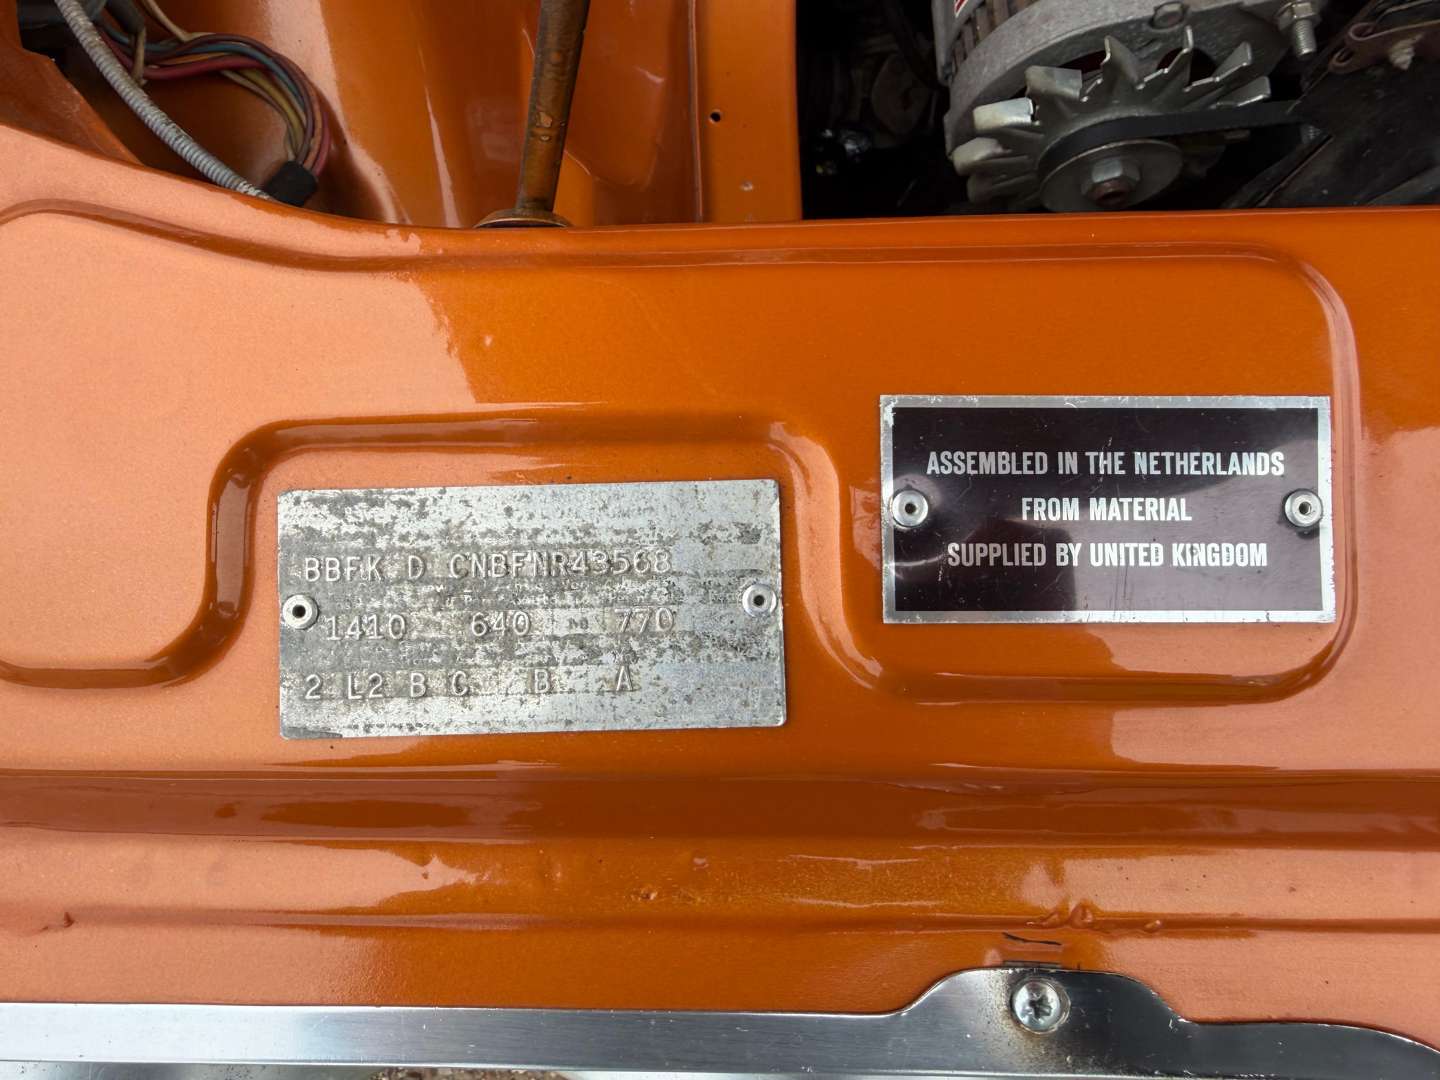 BBFK D CNBFNR43568
1410 640 770
2 L2 B C B A
ASSEMBLED IN THE NETHERLANDS
FROM MATERIAL
SUPPLIED BY UNITED KINGDOM